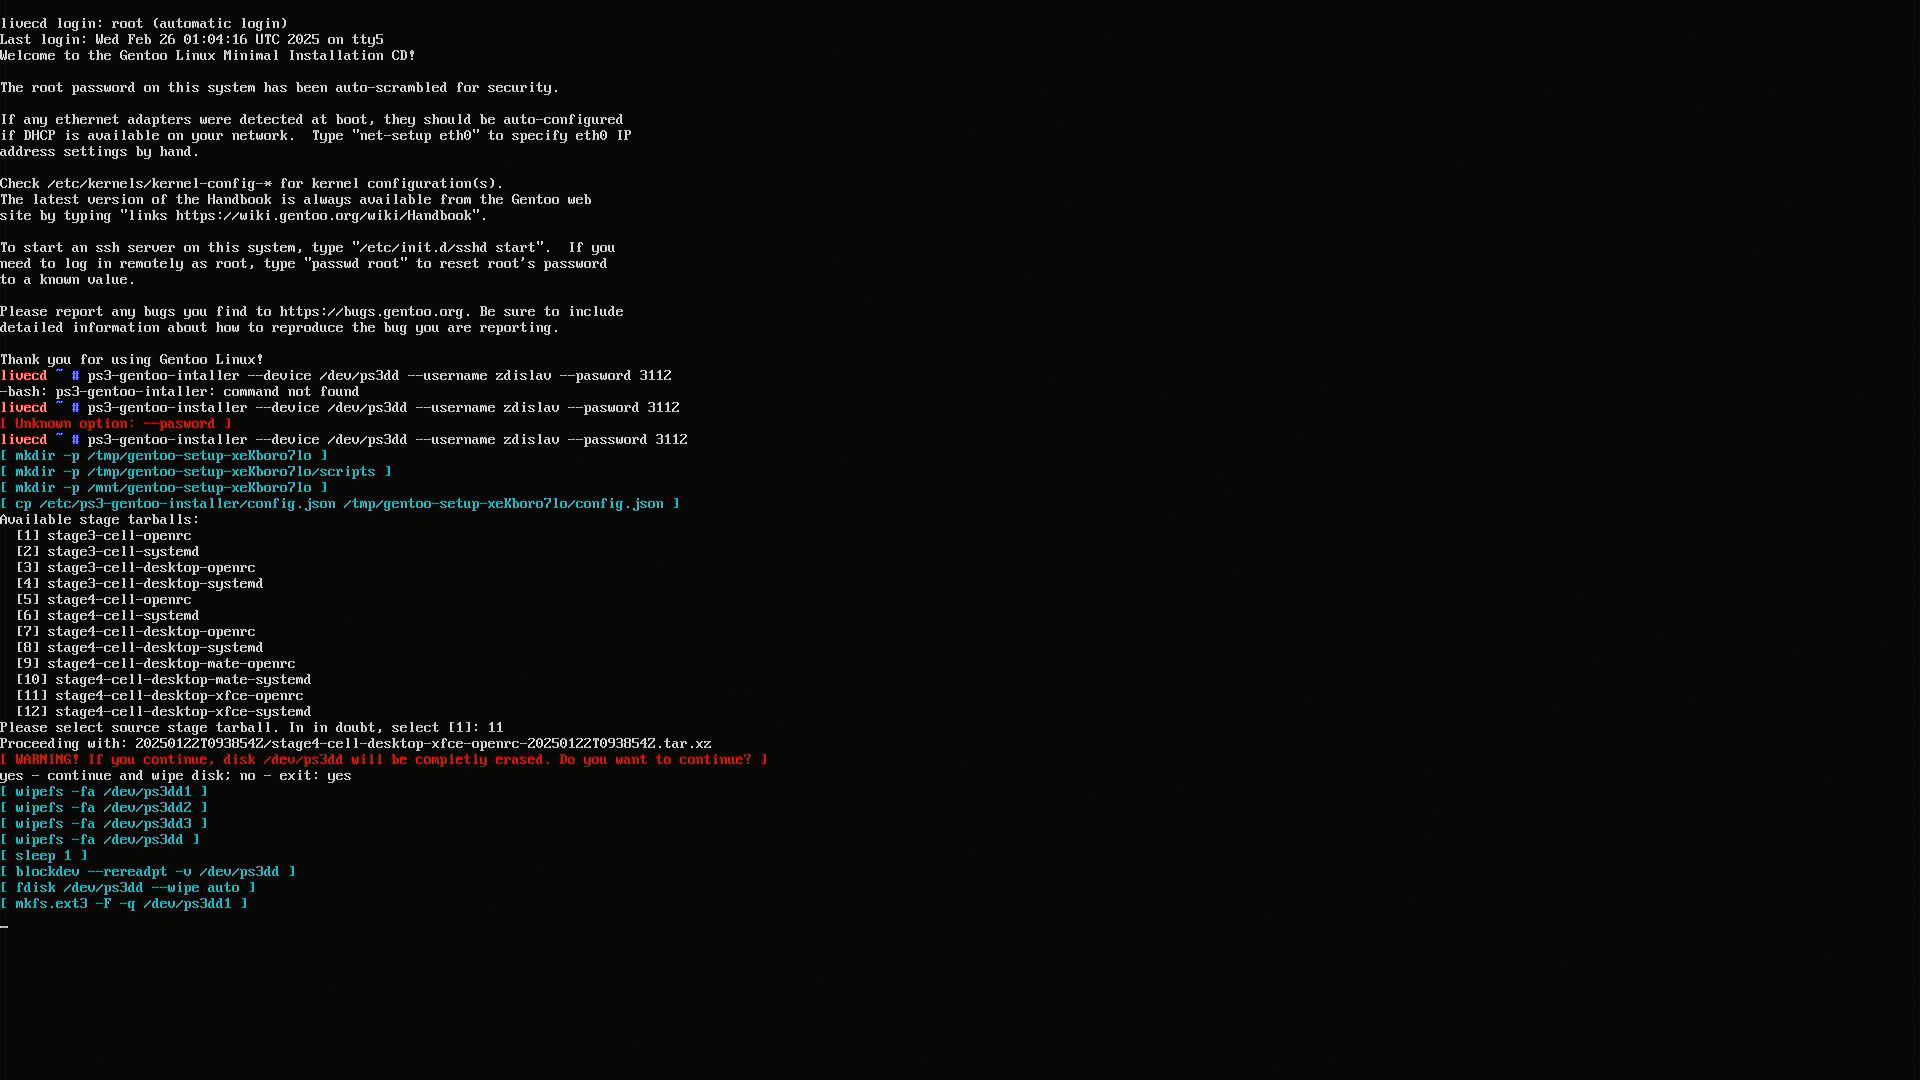 livecd login: root (automatic login)
Last login: Wed Feb 26 01:04:16 UTC 2025 on tty5
Welcome to the Gentoo Linux Minimal Installation CD!
The root password on this system has been auto-scrambled for security.
If any ethernet adapters were detected at boot, they should be auto-configured
if DHCP is available on your network.  Type "net-setup eth0" to specify eth0 IP
address settings by hand.
Check /etc/kernels/kernel-config-* for kernel configuration(s).
The latest version of the Handbook is always available from the Gentoo web
site by typing "links https://wiki.gentoo.org/wiki/Handbook".
To start an ssh server on this system, type "/etc/init.d/sshd start".  If you
need to log in remotely as root, type "passwd root" to reset root's password
to a known value.
Please report any bugs you find to https://bugs.gentoo.org. Be sure to include
detailed information about how to reproduce the bug you are reporting.
Thank you for using Gentoo Linux!
livecd ~ # ps3-gentoo-intaller --device /dev/ps3dd --username zdislav --pasword 3112
-bash: ps3-gentoo-intaller: command not found
livecd ~ # ps3-gentoo-installer --device /dev/ps3dd --username zdislav --pasword 3112
[ Unknown option: --pasword ]
livecd ~ # ps3-gentoo-installer --device /dev/ps3dd --username zdislav --password 3112
[ mkdir -p /tmp/gentoo-setup-xeKboro7lo ]
[ mkdir -p /tmp/gentoo-setup-xeKboro7lo/scripts ]
[ mkdir -p /mnt/gentoo-setup-xeKboro7lo ]
[ cp /etc/ps3-gentoo-installer/config.json /tmp/gentoo-setup-xeKboro7lo/config.json ]
Available stage tarballs:
  [1] stage3-cell-openrc
  [2] stage3-cell-systemd
  [3] stage3-cell-desktop-openrc
  [4] stage3-cell-desktop-systemd
  [5] stage4-cell-openrc
  [6] stage4-cell-systemd
  [7] stage4-cell-desktop-openrc
  [8] stage4-cell-desktop-systemd
  [9] stage4-cell-desktop-mate-openrc
  [10] stage4-cell-desktop-mate-systemd
  [11] stage4-cell-desktop-xfce-openrc
  [12] stage4-cell-desktop-xfce-systemd
Please select source stage tarball. In in doubt, select [1]: 11
Proceeding with: 20250122T093854Z/stage4-cell-desktop-xfce-openrc-20250122T093854Z.tar.xz
[ WARNING! If you continue, disk /dev/ps3dd will be completly erased. Do you want to continue? ]
yes - continue and wipe disk; no - exit: yes
[ wipefs -fa /dev/ps3dd1 ]
[ wipefs -fa /dev/ps3dd2 ]
[ wipefs -fa /dev/ps3dd3 ]
[ wipefs -fa /dev/ps3dd ]
[ sleep 1 ]
[ blockdev --rereadpt -v /dev/ps3dd ]
[ fdisk /dev/ps3dd --wipe auto ]
[ mkfs.ext3 -F -q /dev/ps3dd1 ]